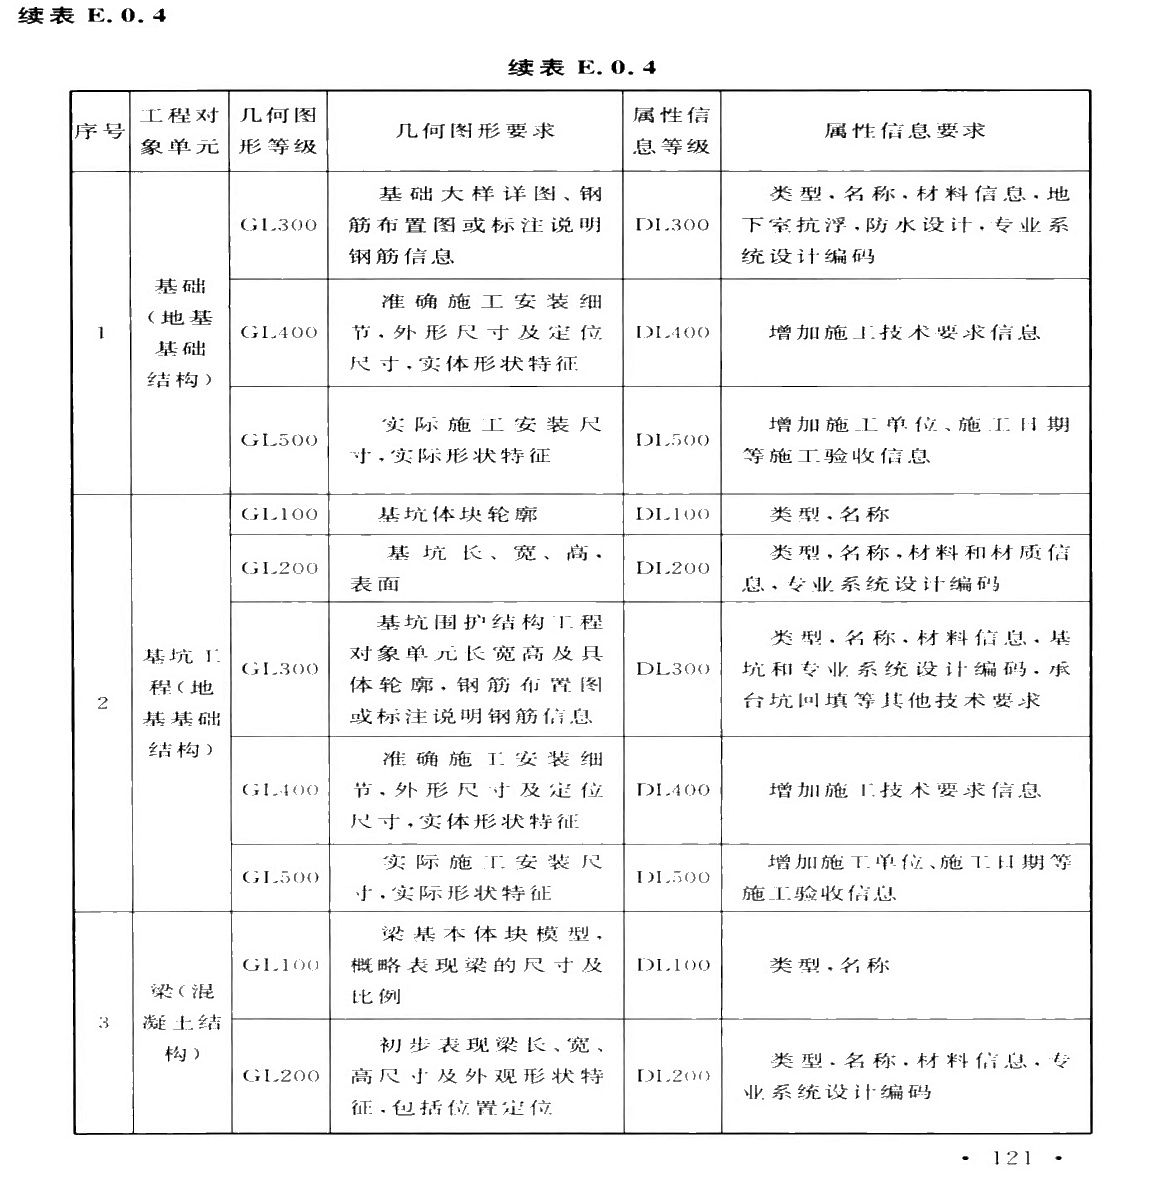 续表 E.0.4
续表 E.0.4
序号
工程对
象单元
几何图
形等级
几何图形要求
属性信
息等级
属性信息要求
1
基础
(地基
基础
结构)
GL300
基础大样详图、钢
筋布置图或标注说明
钢筋信息
DL300
类型,名称,材料信息,地
下室抗浮,防水设计,专业系
统设计编码
GL400
准确施工安装细
节,外形尺寸及定位
尺寸,实体形状特征
DL400
增加施工技术要求信息
GL500
实际施工安装尺
寸,实际形状特征
DL500
增加施工单位、施工日期
等施工验收信息
2
基坑工
程(地
基基础
结构)
GL100
基坑体块轮廓
DL100
类型,名称
GL200
基坑长、宽、高,
表面
DL200
类型,名称,材料和材质信
息,专业系统设计编码
GL300
基坑围护结构工程
对象单元长宽高及具
体轮廓,钢筋布置图
或标注说明钢筋信息
DL300
类型,名称,材料信息,基
坑和专业系统设计编码,承
台坑回填等其他技术要求
GL400
准确施工安装细
节,外形尺寸及定位
尺寸,实体形状特征
DL400
增加施工技术要求信息
GL500
实际施工安装尺
寸,实际形状特征
DL500
增加施工单位、施工日期等
施工验收信息
3
梁(混
凝土结
构)
GL100
梁基本体块模型,
概略表现梁的尺寸及
比例
DL100
类型,名称
GL200
初步表现梁长、宽、
高尺寸及外观形状特
征,包括位置定位
DL200
类型,名称,材料信息,专
业系统设计编码
· 121 ·